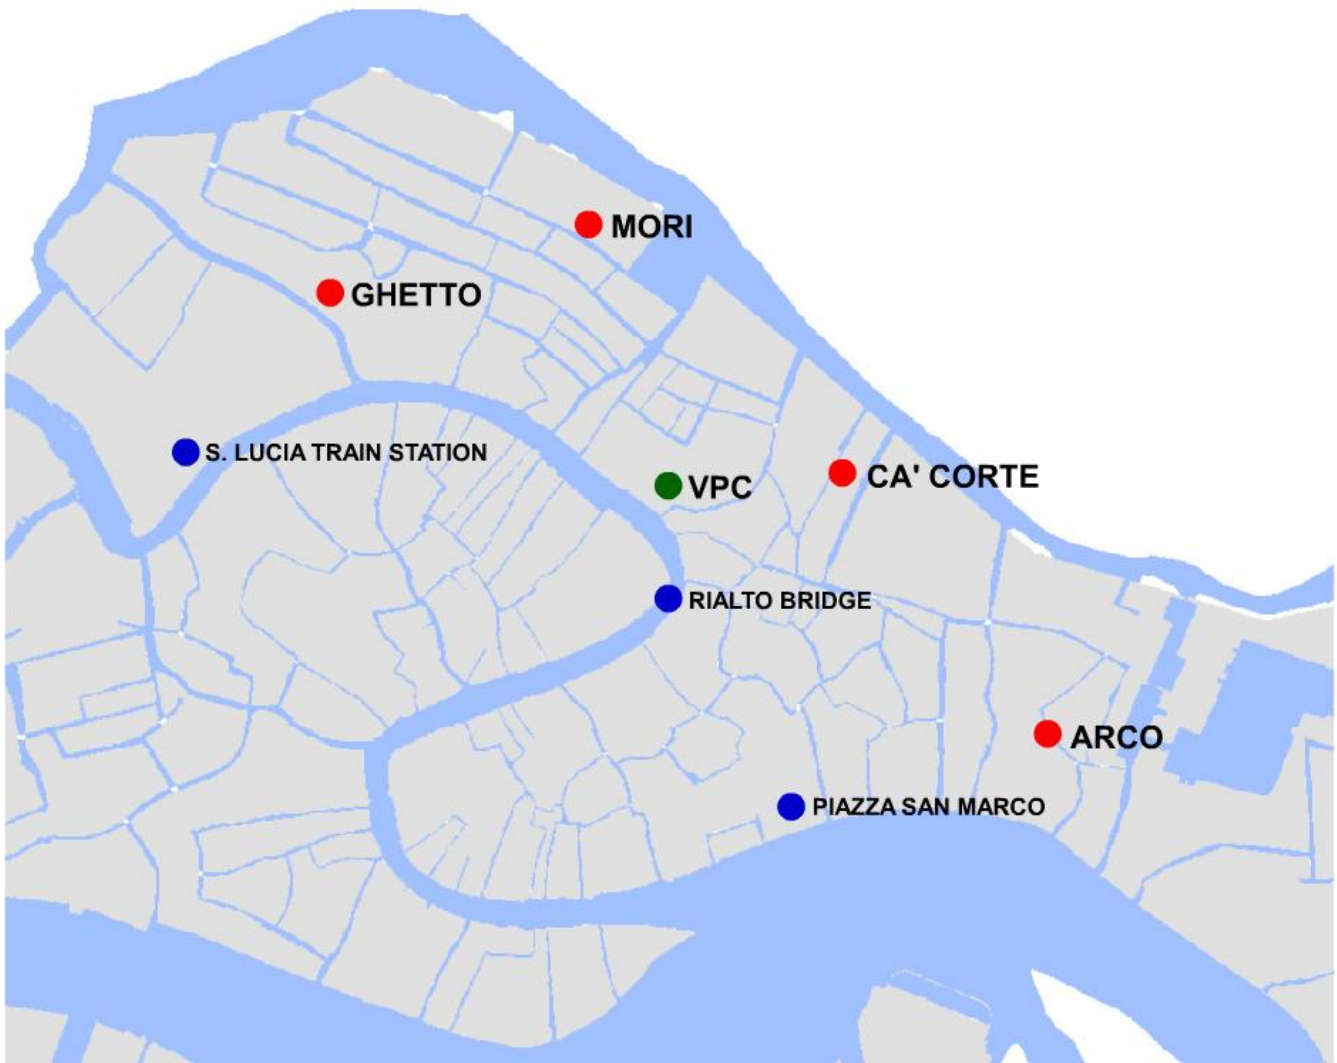 MORI
GHETTO
S. LUCIA TRAIN STATION
CA' CORTE
VPC
RIALTO BRIDGE
ARCO
PIAZZA SAN MARCO